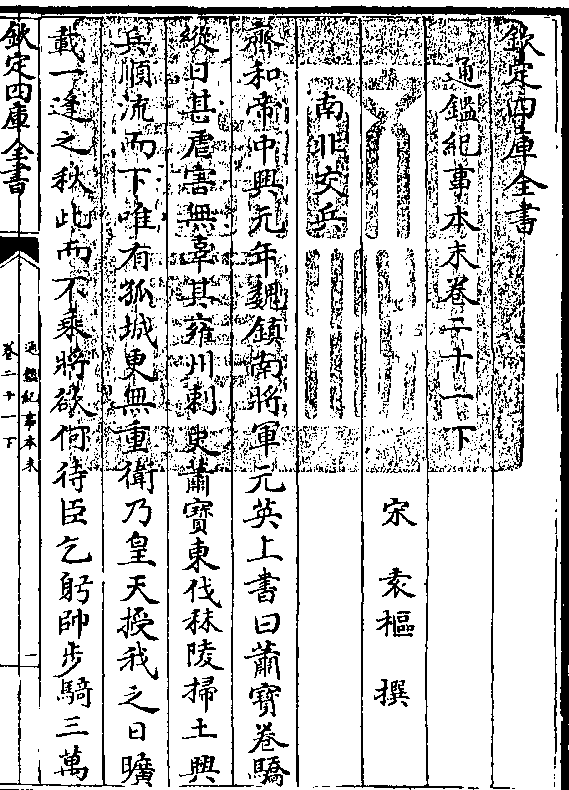 欽定四庫全書
通鑑紀事本末卷二十一下
宋 袁樞 撰
南北交兵
齊和帝中興元年魏鎮南將軍元英上書曰蕭寶卷驕
縱日甚虐害無辜其雍州刺史蕭寶東伐秣陵掃土興
兵順流而下唯有孤城更無重衛乃皇天授我之日曠
載一逢之秋此而不乘將欲何待臣乞躬帥步騎三萬
欽定四庫全書
通鑑紀事本末
卷二十一下
一